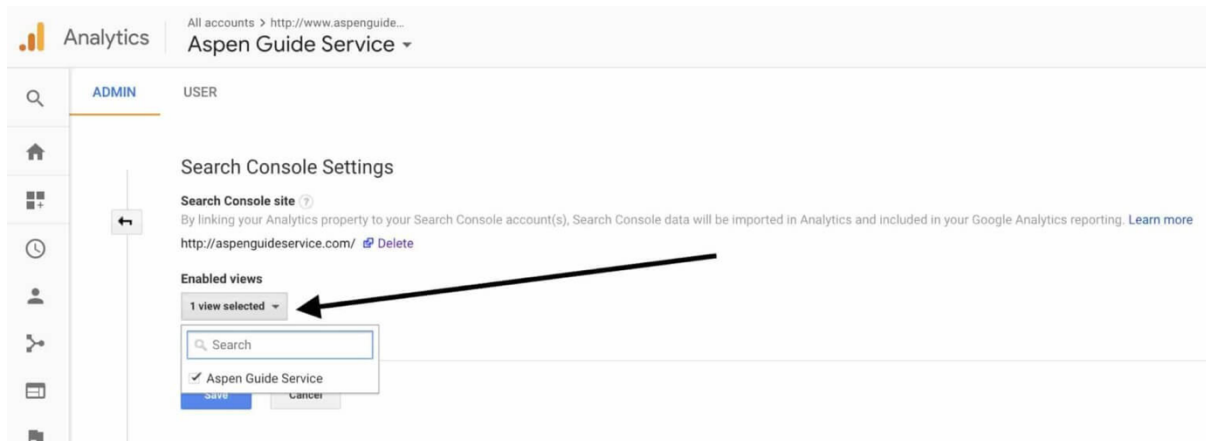 All accounts > http://www.aspenguide...
Analytics
Aspen Guide Service
ADMIN USER
Search Console Settings
Search Console site ?
By linking your Analytics property to your Search Console account(s), Search Console data will be imported in Analytics and included in your Google Analytics reporting. Learn more
http://aspenguideservice.com/ Delete
Enabled views
1 view selected
Search
Aspen Guide Service
Save Cancel